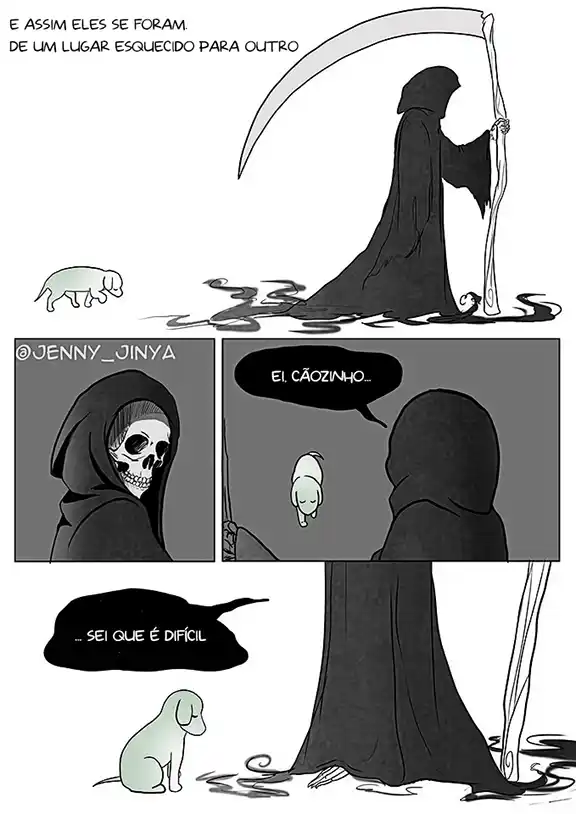 E ASSIM ELES SE FORAM.
DE UM LUGAR ESQUECIDO PARA OUTRO
@JENNY_JINYA
EI, CÃOZINHO...
... SEI QUE É DIFÍCIL